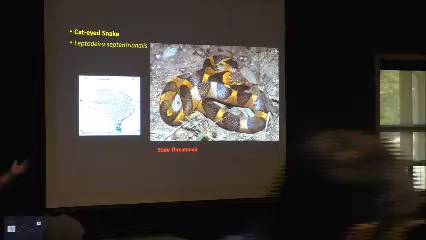 • Cat-eyed Snake
• Leptodeira septentrionalis
State Threatened